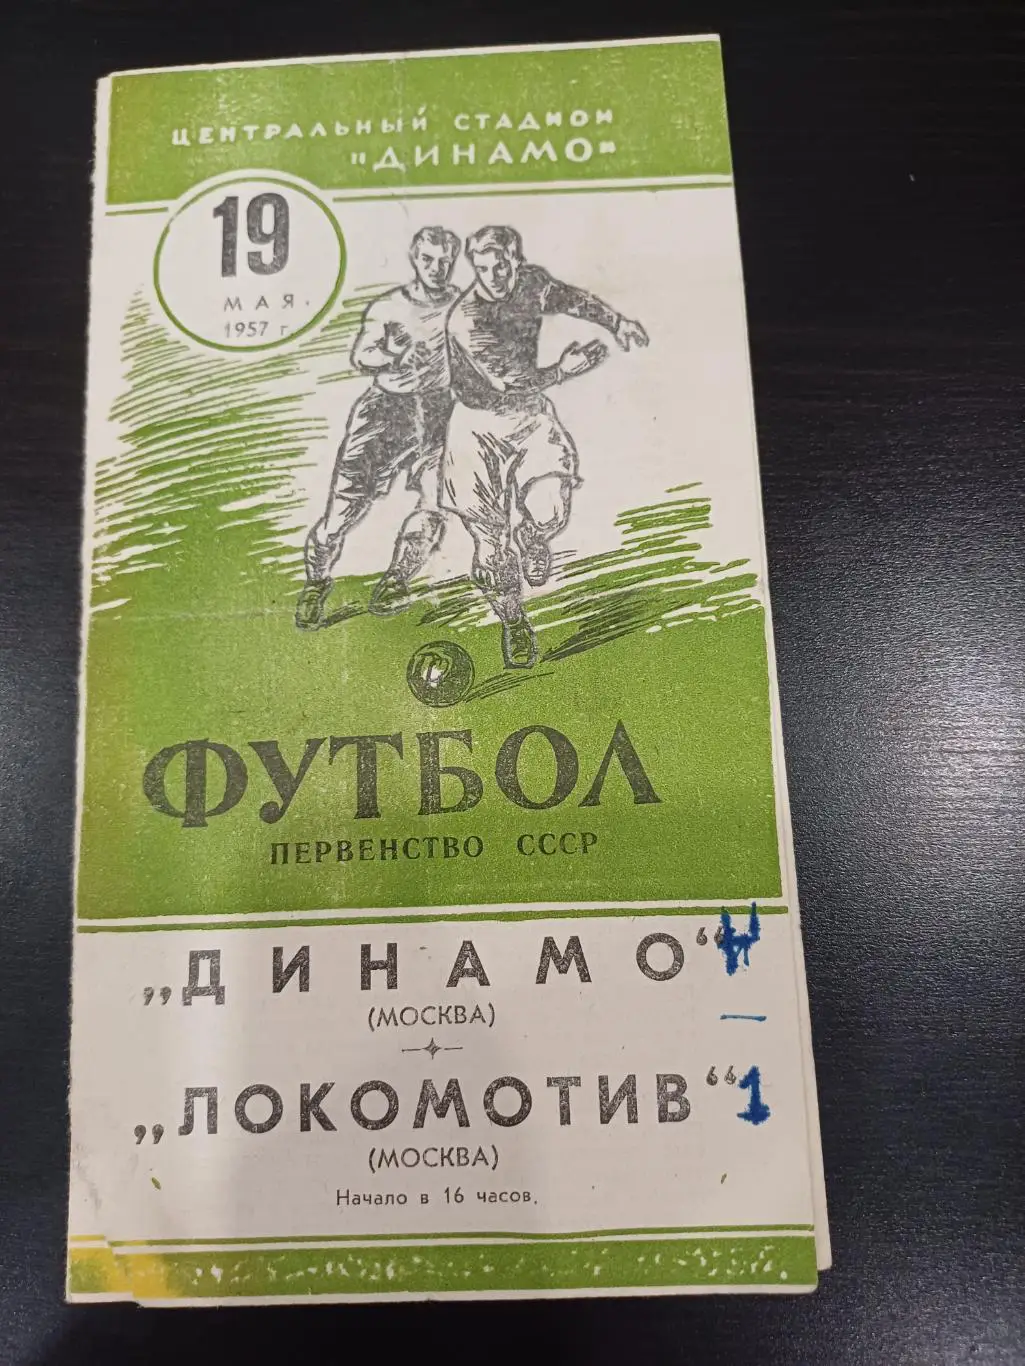 ЦЕНТРАЛЬНЫЙ СТАДИОН
"ДИНАМО"
19
МАЯ
1957 г.
ФУТБОЛ
ПЕРВЕНСТВО СССР
„ДИНАМО“ 4
(МОСКВА)
—
„ЛОКОМОТИВ“ 1
(МОСКВА)
Начало в 16 часов.